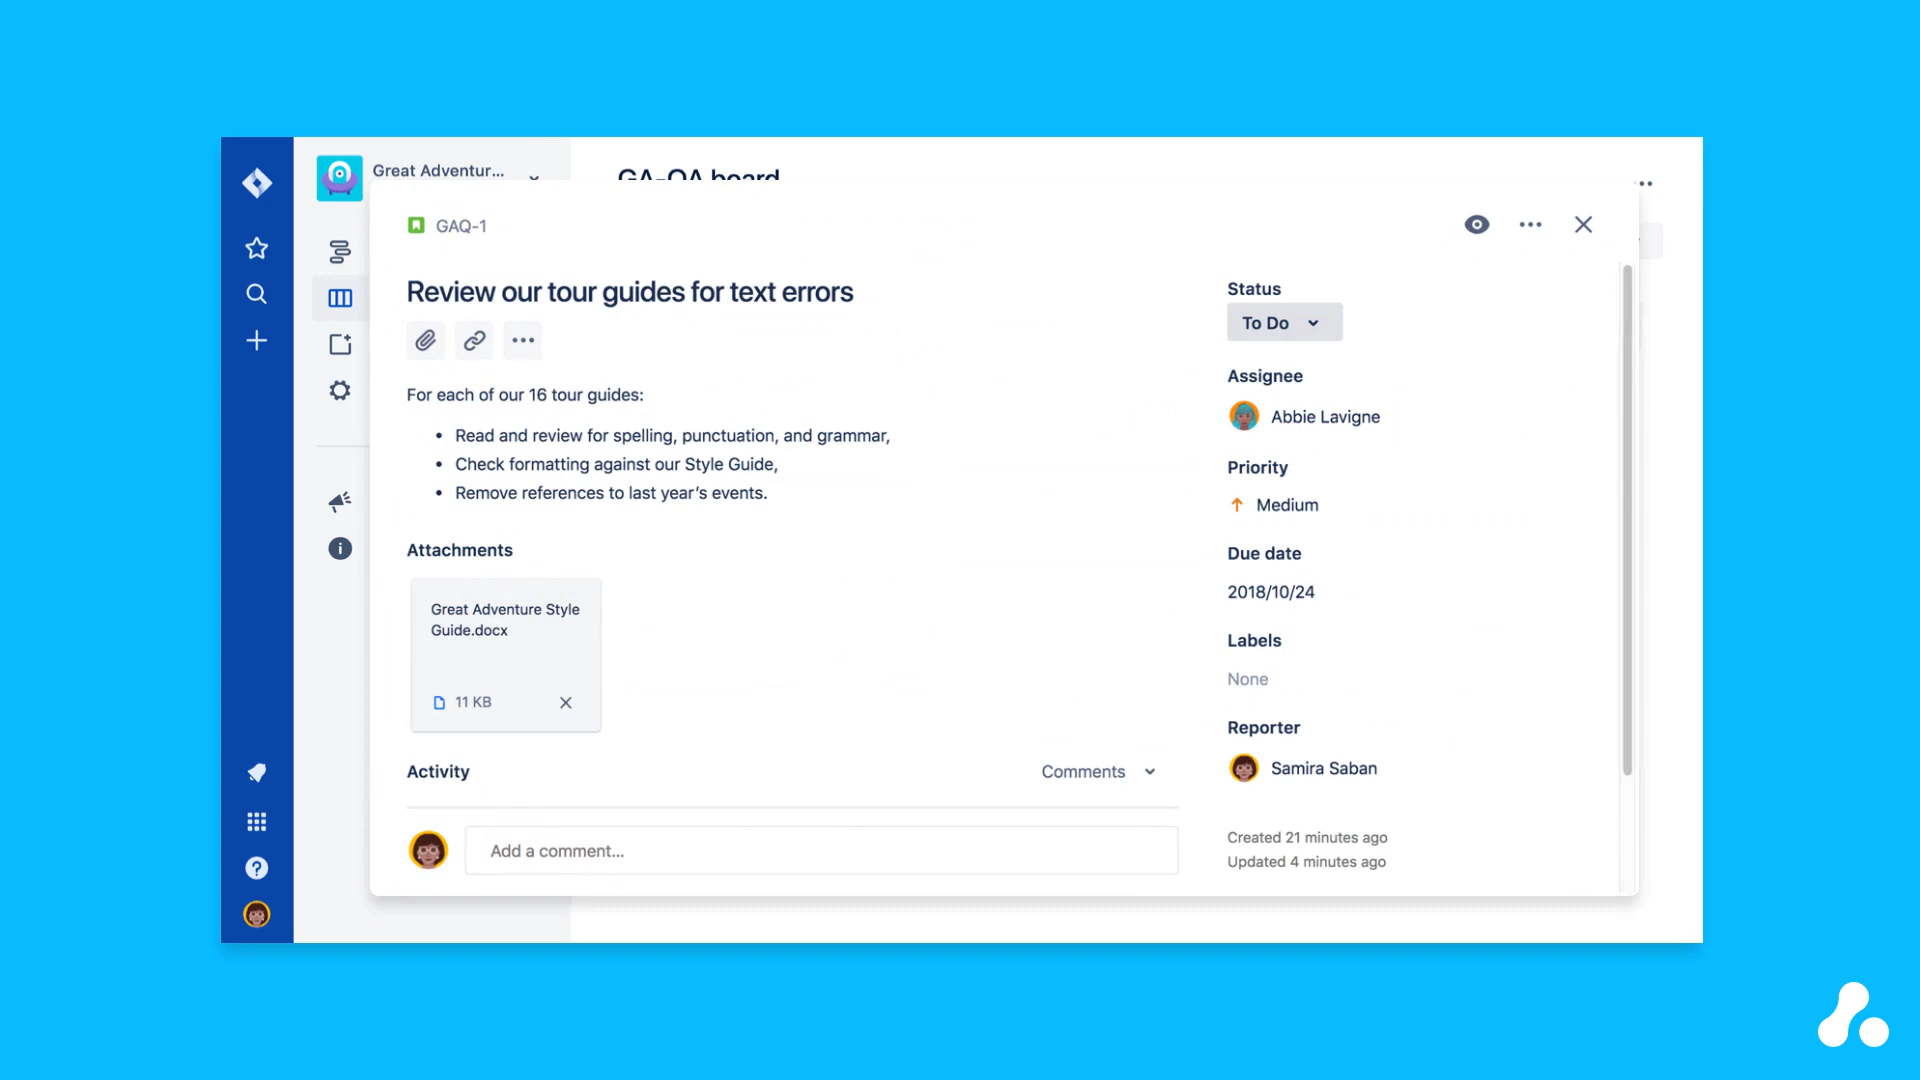 Great Adventur...
GA-QA board
GAQ-1
Review our tour guides for text errors
For each of our 16 tour guides:
• Read and review for spelling, punctuation, and grammar,
• Check formatting against our Style Guide,
• Remove references to last year’s events.
Attachments
Great Adventure Style
Guide.docx
11 KB
Activity
Comments
Add a comment...
Status
To Do
Assignee
Abbie Lavigne
Priority
Medium
Due date
2018/10/24
Labels
None
Reporter
Samira Saban
Created 21 minutes ago
Updated 4 minutes ago